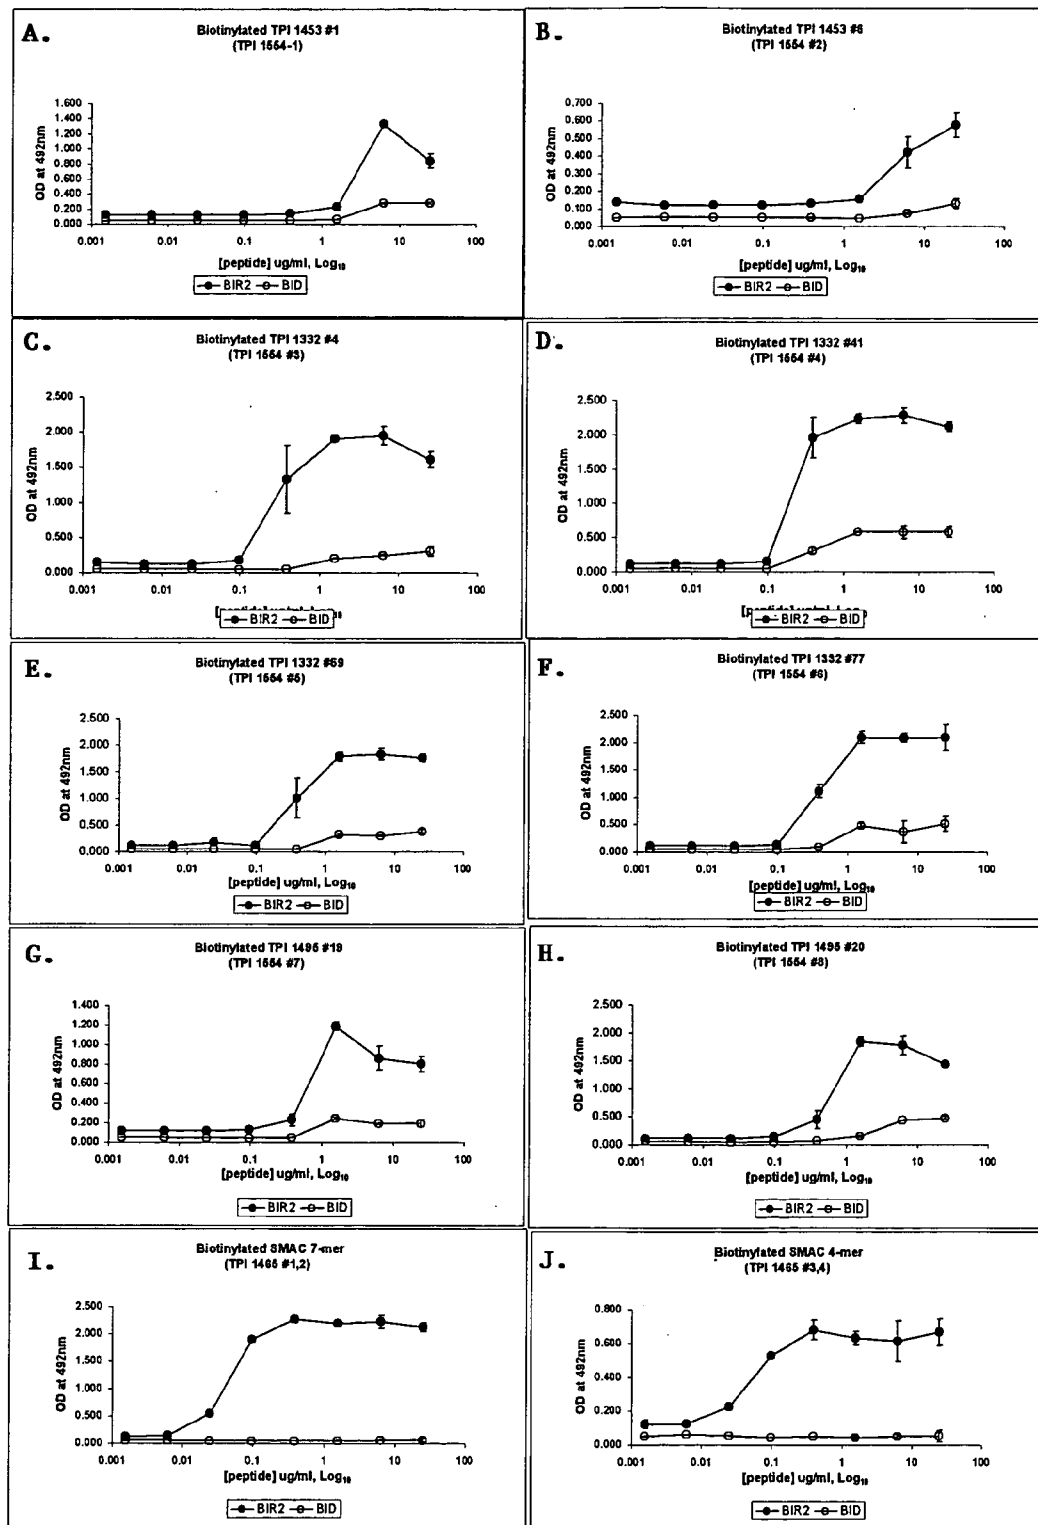 A.
Biotinylated TPI 1453 #1
(TPI 1554-1)
1.600
1.400
1.200
1.000
0.800
0.600
0.400
0.200
0.000
OD at 492nm
0.001 0.01 0.1 1 10 100
[peptide] ug/ml, Log10
BIR2 BID
B.
Biotinylated TPI 1453 #6
(TPI 1554 #2)
0.700
0.600
0.500
0.400
0.300
0.200
0.100
0.000
OD at 492nm
0.001 0.01 0.1 1 10 100
[peptide] ug/ml, Log10
BIR2 BID
C.
Biotinylated TPI 1332 #4
(TPI 1554 #3)
2.500
2.000
1.500
1.000
0.500
0.000
OD at 492nm
0.001 0.01 0.1 1 10 100
BIR2 BID
D.
Biotinylated TPI 1332 #41
(TPI 1554 #4)
2.500
2.000
1.500
1.000
0.500
0.000
OD at 492nm
0.001 0.01 0.1 1 10 100
BIR2 BID
E.
Biotinylated TPI 1332 #69
(TPI 1554 #5)
2.500
2.000
1.500
1.000
0.500
0.000
OD at 492nm
0.001 0.01 0.1 1 10 100
[peptide] ug/ml, Log10
BIR2 BID
F.
Biotinylated TPI 1332 #77
(TPI 1554 #6)
2.500
2.000
1.500
1.000
0.500
0.000
OD at 492nm
0.001 0.01 0.1 1 10 100
[peptide] ug/ml, Log10
BIR2 BID
G.
Biotinylated TPI 1495 #19
(TPI 1554 #7)
1.400
1.200
1.000
0.800
0.600
0.400
0.200
0.000
OD at 492nm
0.001 0.01 0.1 1 10 100
[peptide] ug/ml, Log10
BIR2 BID
H.
Biotinylated TPI 1495 #20
(TPI 1554 #8)
2.500
2.000
1.500
1.000
0.500
0.000
OD at 492nm
0.001 0.01 0.1 1 10 100
[peptide] ug/ml, Log10
BIR2 BID
I.
Biotinylated SMAC 7-mer
(TPI 1465 #1,2)
2.500
2.000
1.500
1.000
0.500
0.000
OD at 492nm
0.001 0.01 0.1 1 10 100
[peptide] ug/ml, Log10
BIR2 BID
J.
Biotinylated SMAC 4-mer
(TPI 1465 #3,4)
0.800
0.600
0.400
0.200
0.000
OD at 492nm
0.001 0.01 0.1 1 10 100
[peptide] ug/ml, Log10
BIR2 BID